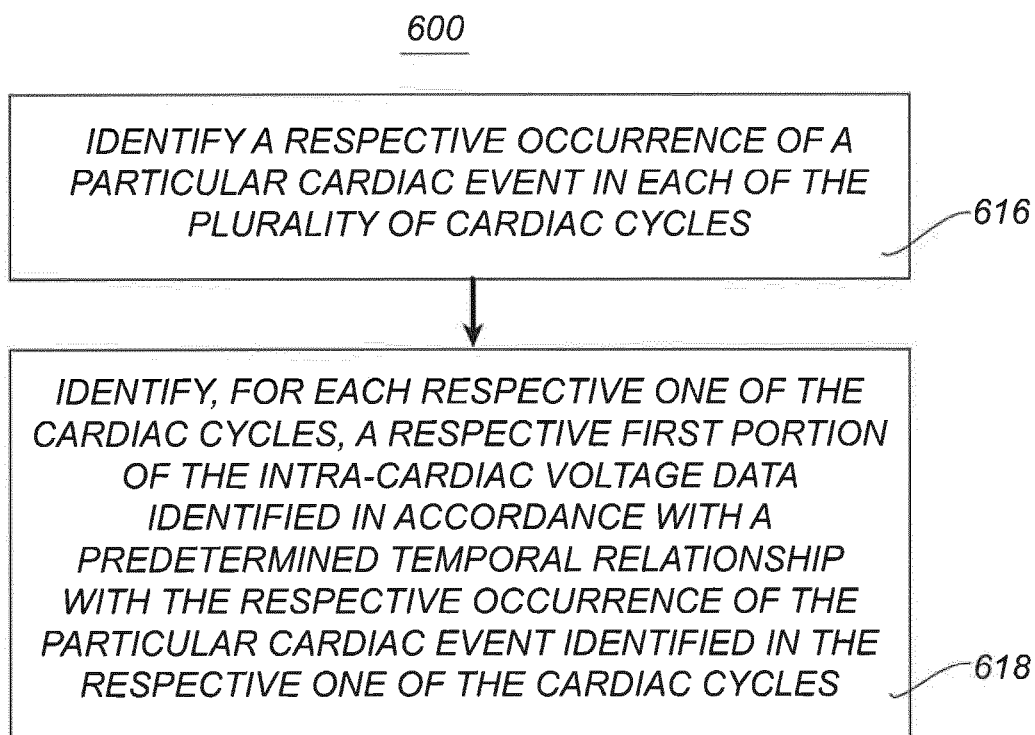 600
IDENTIFY A RESPECTIVE OCCURRENCE OF A
PARTICULAR CARDIAC EVENT IN EACH OF THE
PLURALITY OF CARDIAC CYCLES
616
IDENTIFY, FOR EACH RESPECTIVE ONE OF THE
CARDIAC CYCLES, A RESPECTIVE FIRST PORTION
OF THE INTRA-CARDIAC VOLTAGE DATA
IDENTIFIED IN ACCORDANCE WITH A
PREDETERMINED TEMPORAL RELATIONSHIP
WITH THE RESPECTIVE OCCURRENCE OF THE
PARTICULAR CARDIAC EVENT IDENTIFIED IN THE
RESPECTIVE ONE OF THE CARDIAC CYCLES
618